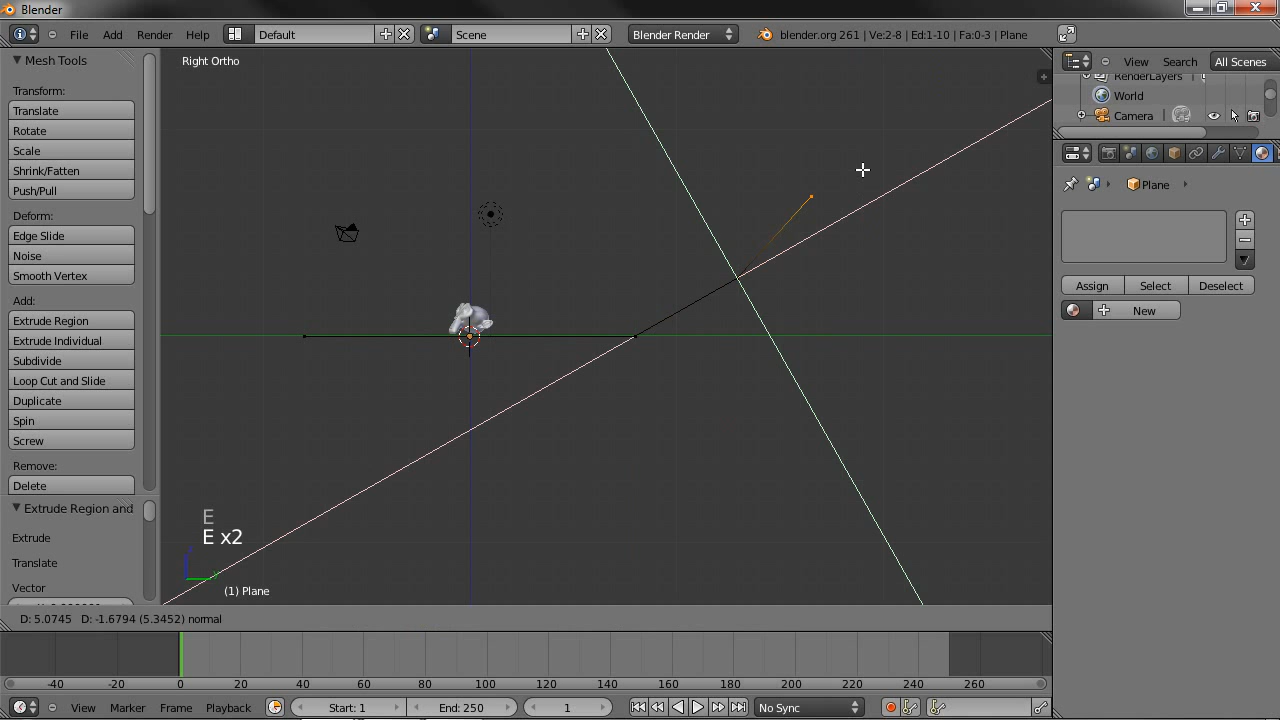 Blender
File Add Render Help Default Scene Blender Render blender.org 261 | Ve:2-8 | Ed:1-10 | Fa:0-3 | Plane
Mesh Tools
Transform:
Translate
Rotate
Scale
Shrink/Fatten
Push/Pull
Deform:
Edge Slide
Noise
Smooth Vertex
Add:
Extrude Region
Extrude Individual
Subdivide
Loop Cut and Slide
Duplicate
Spin
Screw
Remove:
Delete
Extrude Region and
Extrude
Translate
Vector
Right Ortho
E
E x2
(1) Plane
View Search All Scenes
RenderLayers
World
Camera
Plane
Assign Select Deselect
New
D: 5.0745 D: -1.6794 (5.3452) normal
-40 -20 0 20 40 60 80 100 120 140 160 180 200 220 240 260
View Marker Frame Playback Start: 1 End: 250 1 No Sync